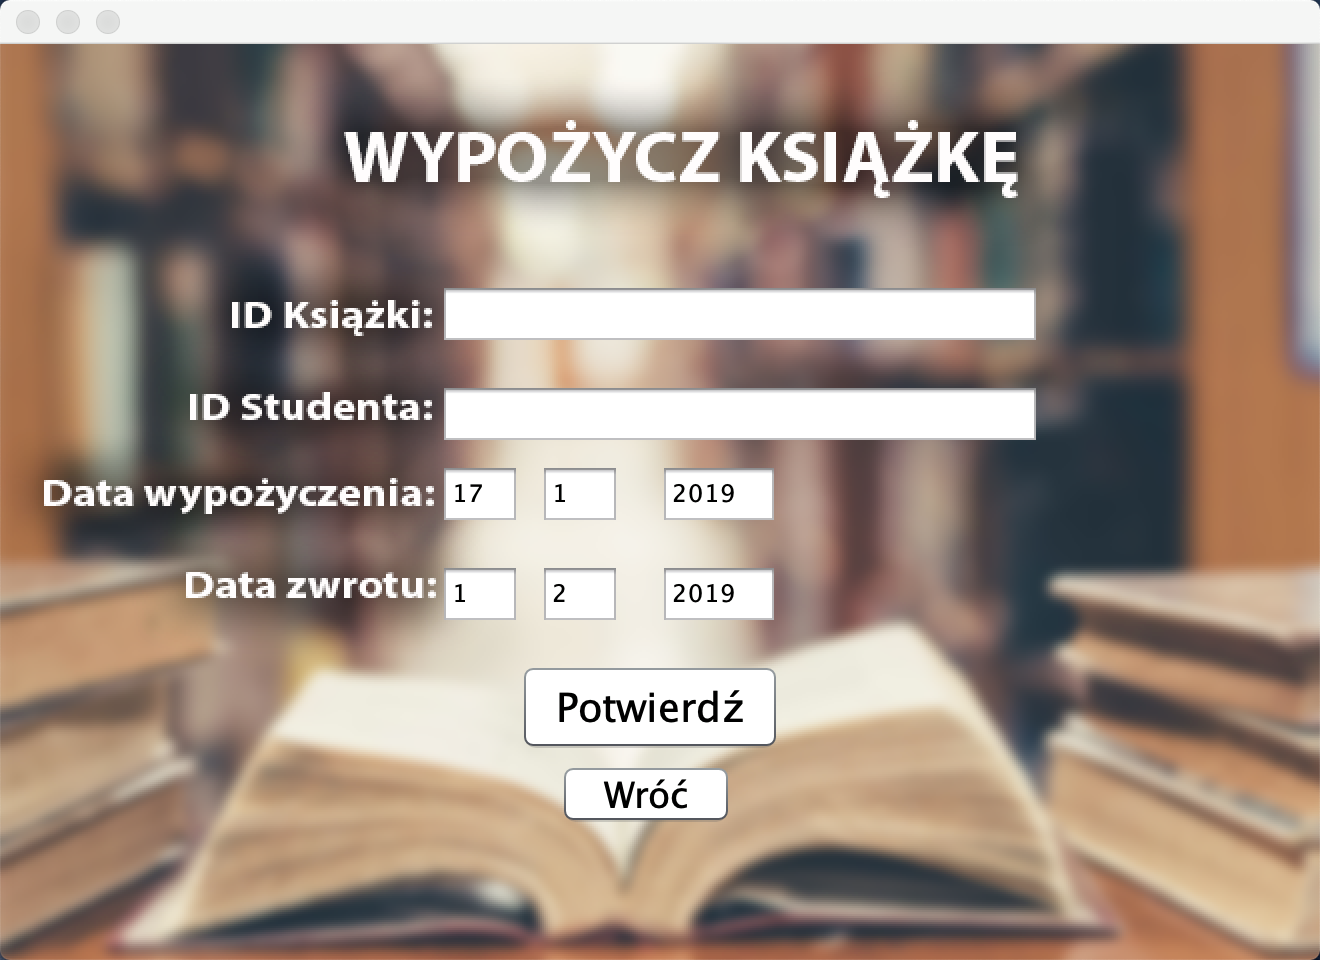 WYPOŻYCZ KSIĄŻKĘ
ID Książki:
ID Studenta:
Data wypożyczenia: 17 1 2019
Data zwrotu: 1 2 2019
Potwierdź
Wróć